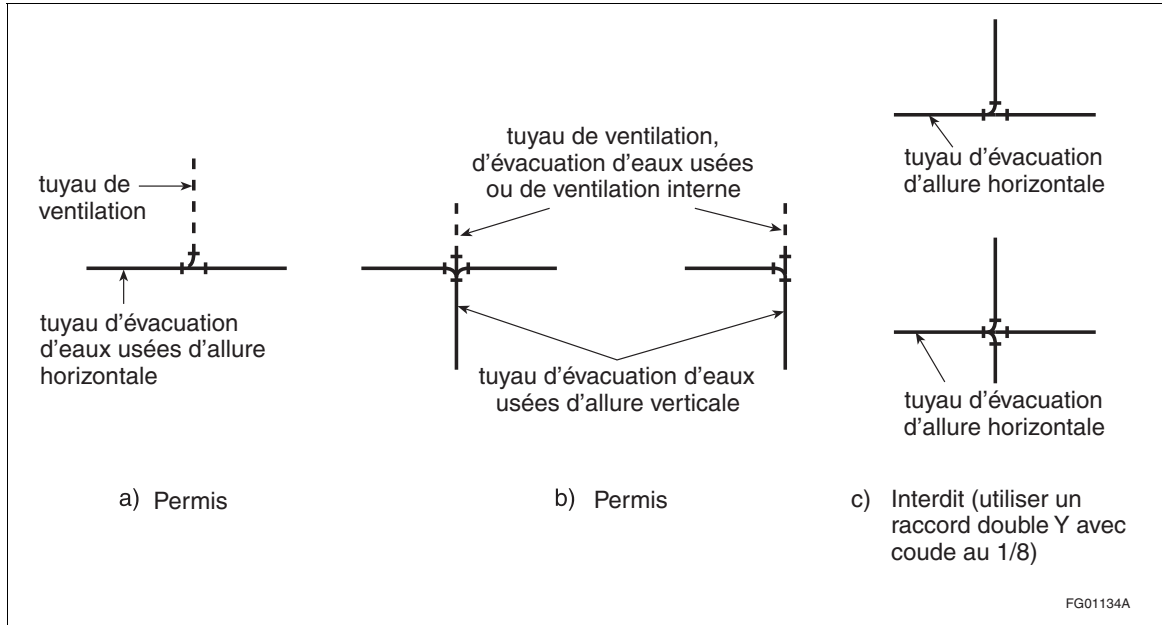 tuyau de
ventilation
tuyau d'évacuation
d'eaux usées d'allure
horizontale
a) Permis
tuyau de ventilation,
d'évacuation d'eaux usées
ou de ventilation interne
tuyau d'évacuation d'eaux
usées d'allure verticale
b) Permis
tuyau d'évacuation
d'allure horizontale
tuyau d'évacuation
d'allure horizontale
c) Interdit (utiliser un
raccord double Y avec
coude au 1/8)
FG01134A